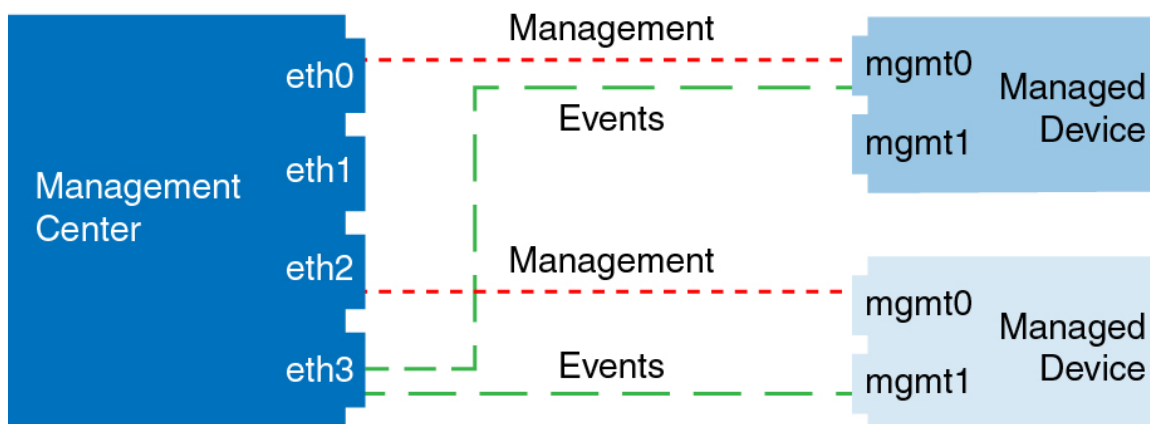 Management
Center
eth0
eth1
eth2
eth3
Management
Events
Management
Events
mgmt0
mgmt1
Managed
Device
mgmt0
mgmt1
Managed
Device